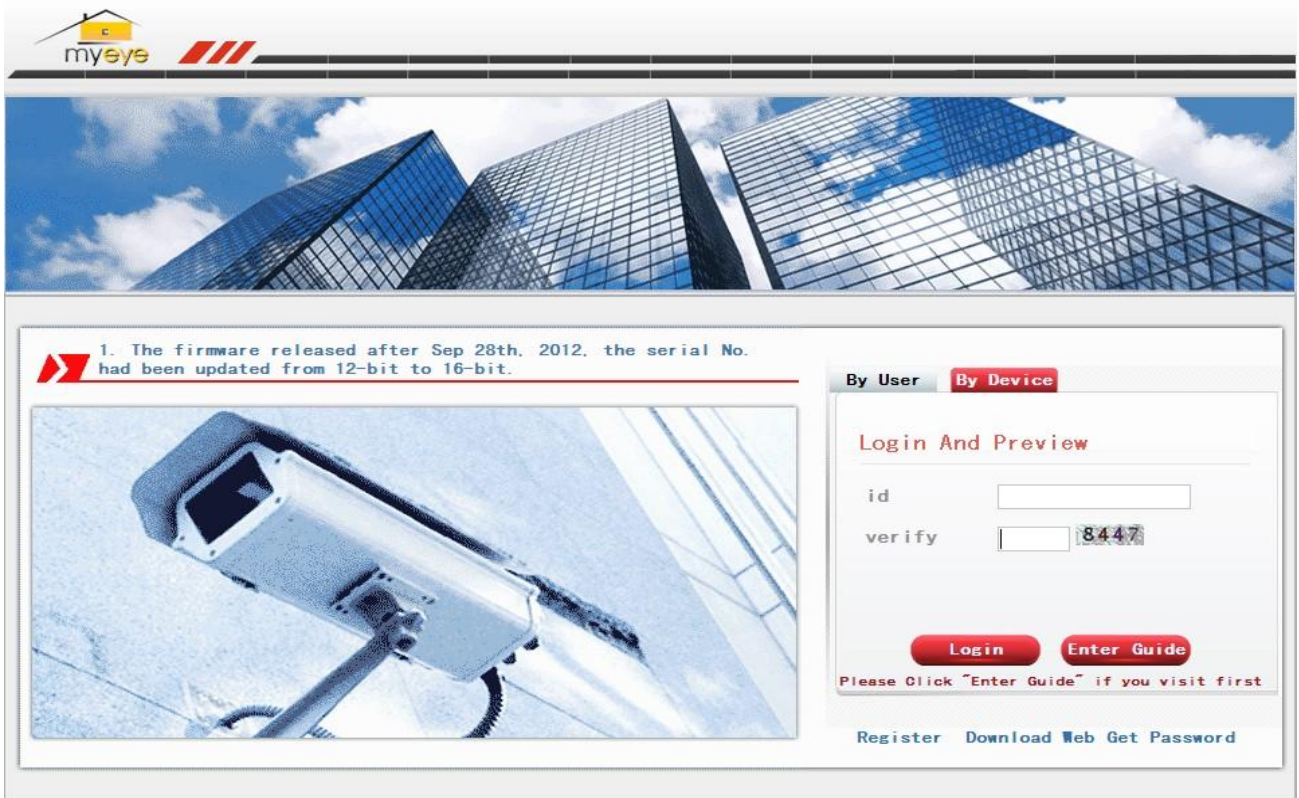 myeye
1. The firmware released after Sep 28th, 2012, the serial No.
had been updated from 12-bit to 16-bit.
By User By Device
Login And Preview
id
verify 8447
Login Enter Guide
Please Click "Enter Guide" if you visit first
Register Download Web Get Password